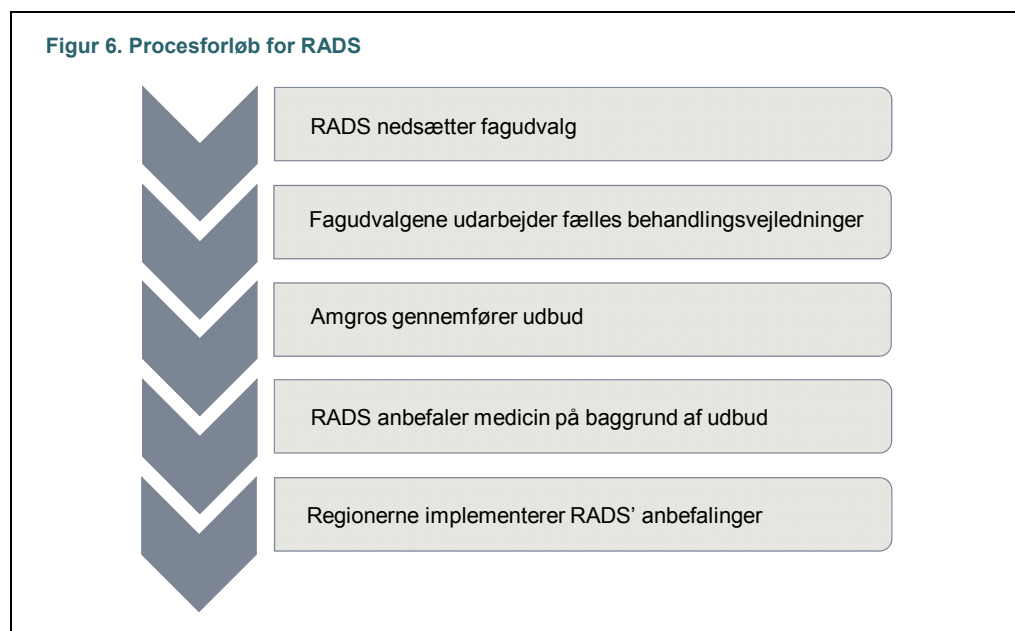 Figur 6. Procesforløb for RADS
RADS nedsætter fagudvalg
Fagudvalgene udarbejder fælles behandlingsvejledninger
Amgros gennemfører udbud
RADS anbefaler medicin på baggrund af udbud
Regionerne implementerer RADS’ anbefalinger